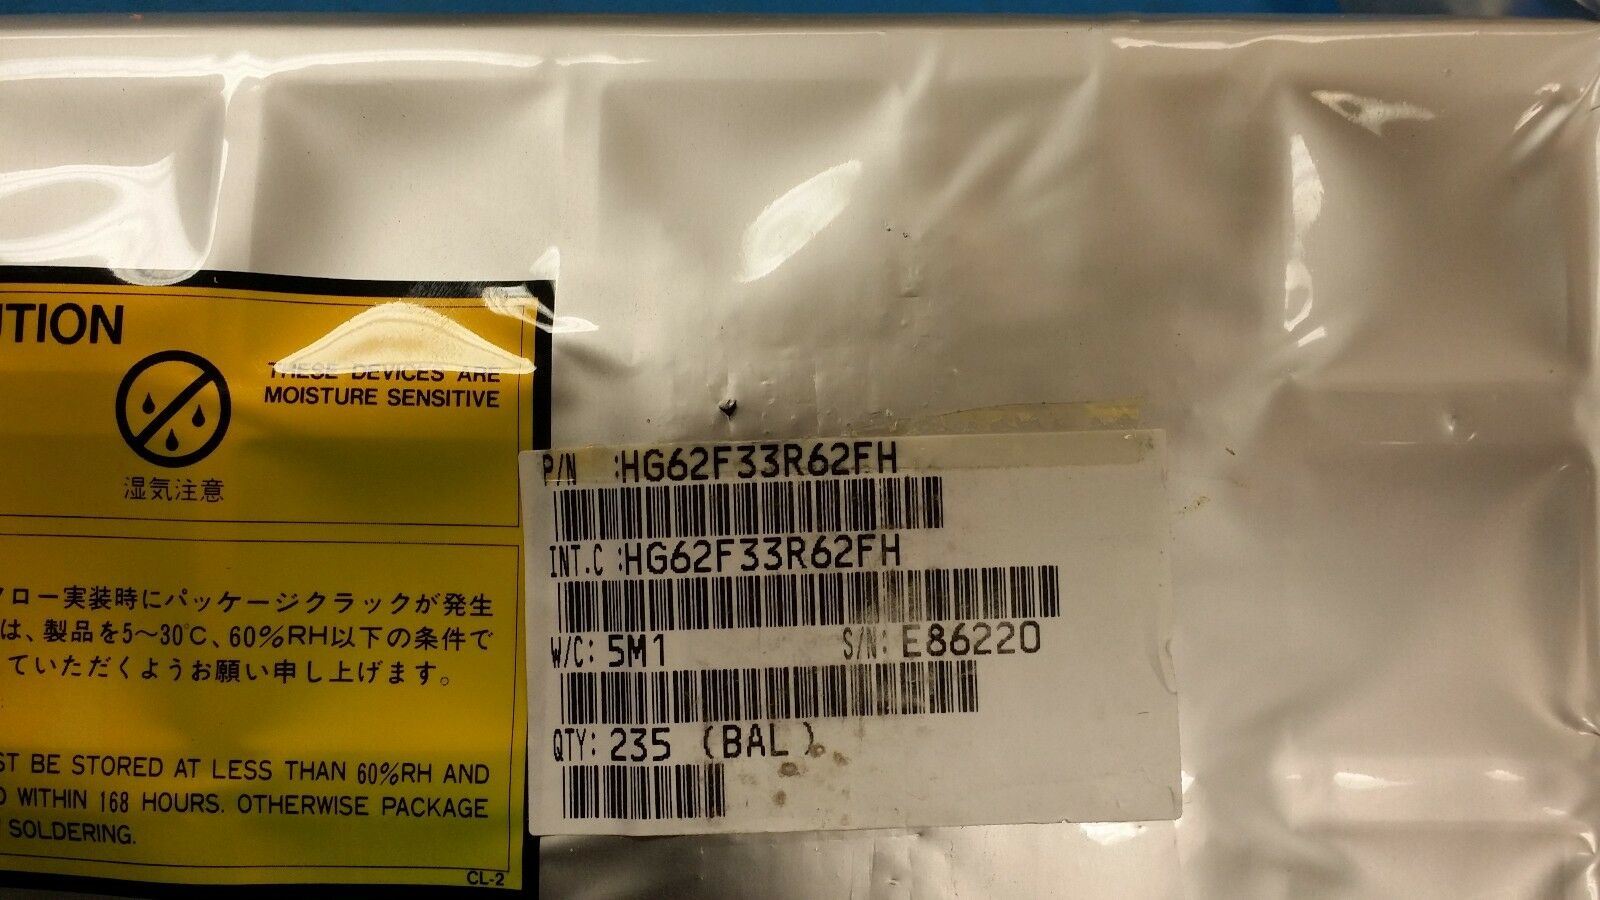 UTION
THESE DEVICES ARE
MOISTURE SENSITIVE
湿気注意
フロー実装時にパッケージクラックが発生
は、製品を5~30℃、60%RH以下の条件で
ていただくようお願い申し上げます。
ST BE STORED AT LESS THAN 60%RH AND
WITHIN 168 HOURS. OTHERWISE PACKAGE
SOLDERING.
CL-2
P/N :HG62F33R62FH
INT.C :HG62F33R62FH
W/C: 5M1 S/N: E86220
QTY: 235 (BAL)